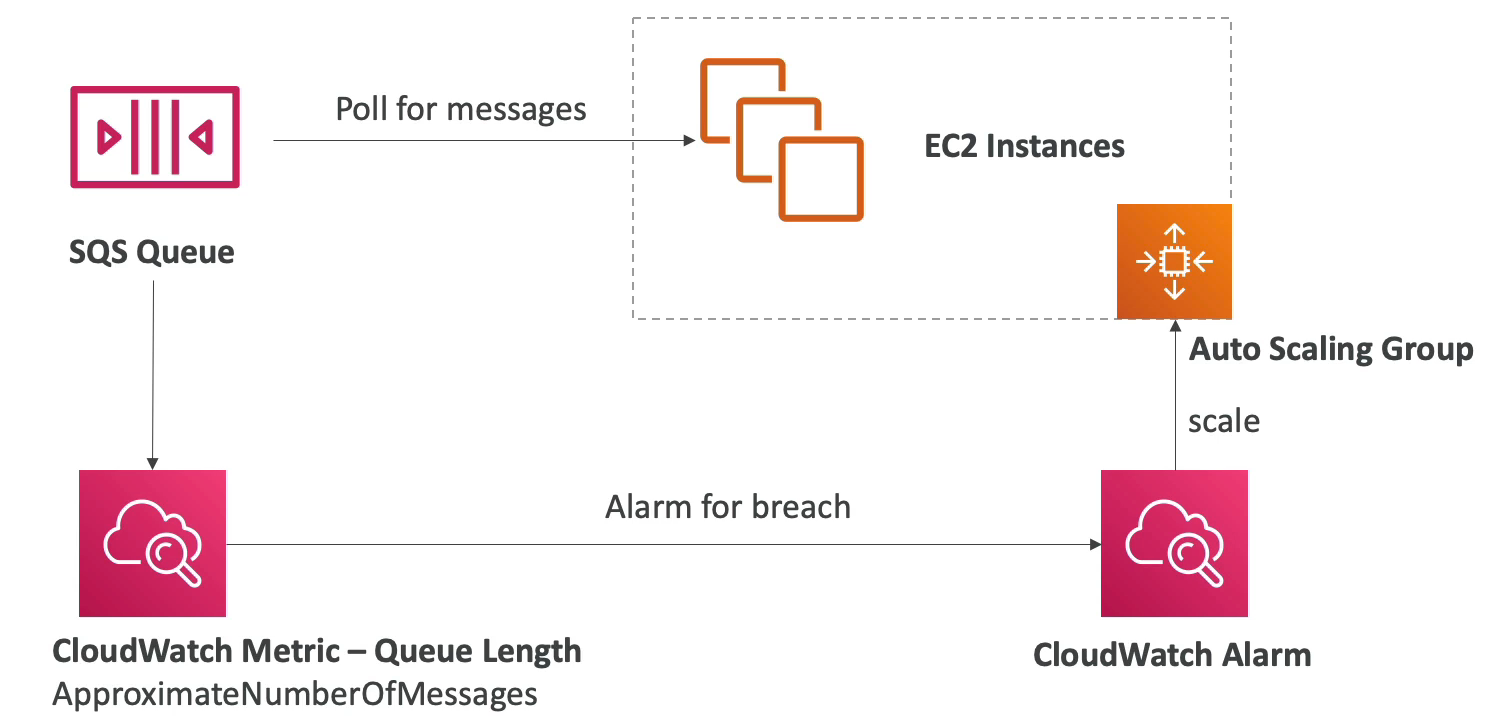 Poll for messages
EC2 Instances
SQS Queue
Auto Scaling Group
scale
Alarm for breach
CloudWatch Metric – Queue Length
ApproximateNumberOfMessages
CloudWatch Alarm